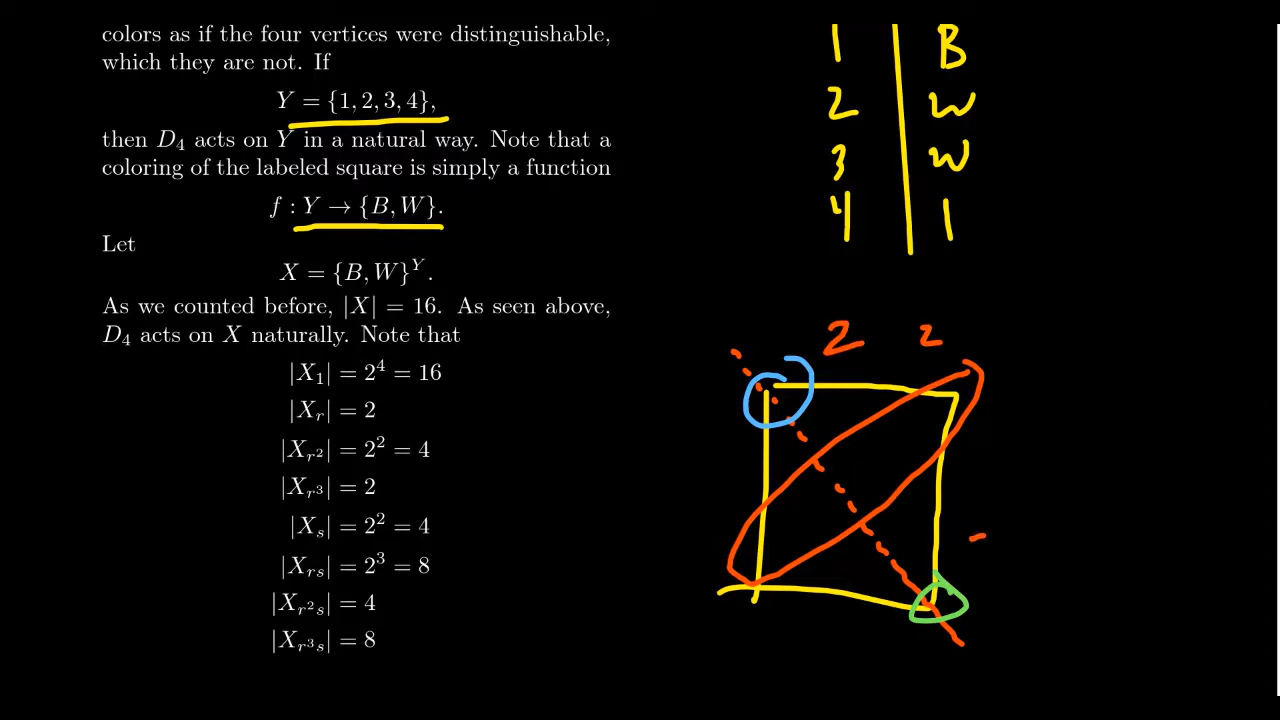 colors as if the four vertices were distinguishable,
which they are not. If
Y = {1, 2, 3, 4},
then D₄ acts on Y in a natural way. Note that a
coloring of the labeled square is simply a function
f : Y → {B, W}.
Let
X = {B, W}^Y.
As we counted before, |X| = 16. As seen above,
D₄ acts on X naturally. Note that
|X₁| = 2⁴ = 16
|X_r| = 2
|X_{r²}| = 2² = 4
|X_{r³}| = 2
|X_s| = 2² = 4
|X_{rs}| = 2³ = 8
|X_{r²s}| = 4
|X_{r³s}| = 8
1 B
2 W
3 W
4
2 2